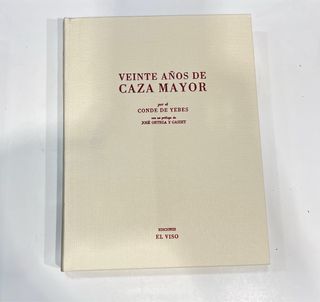 VEINTE AÑOS DE
CAZA MAYOR
por el
CONDE DE YEBES
con un prólogo de
JOSÉ ORTEGA Y GASSET
EDICIONES
EL VISO